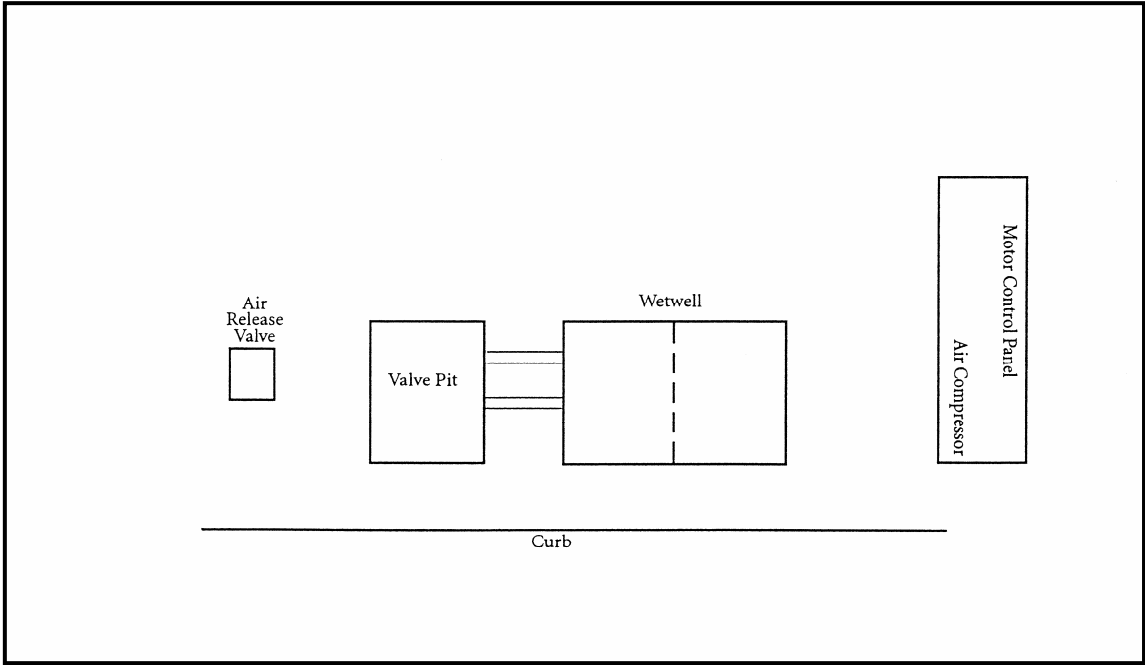 Air
Release
Valve
Valve Pit
Wetwell
Motor Control Panel
Air Compressor
Curb